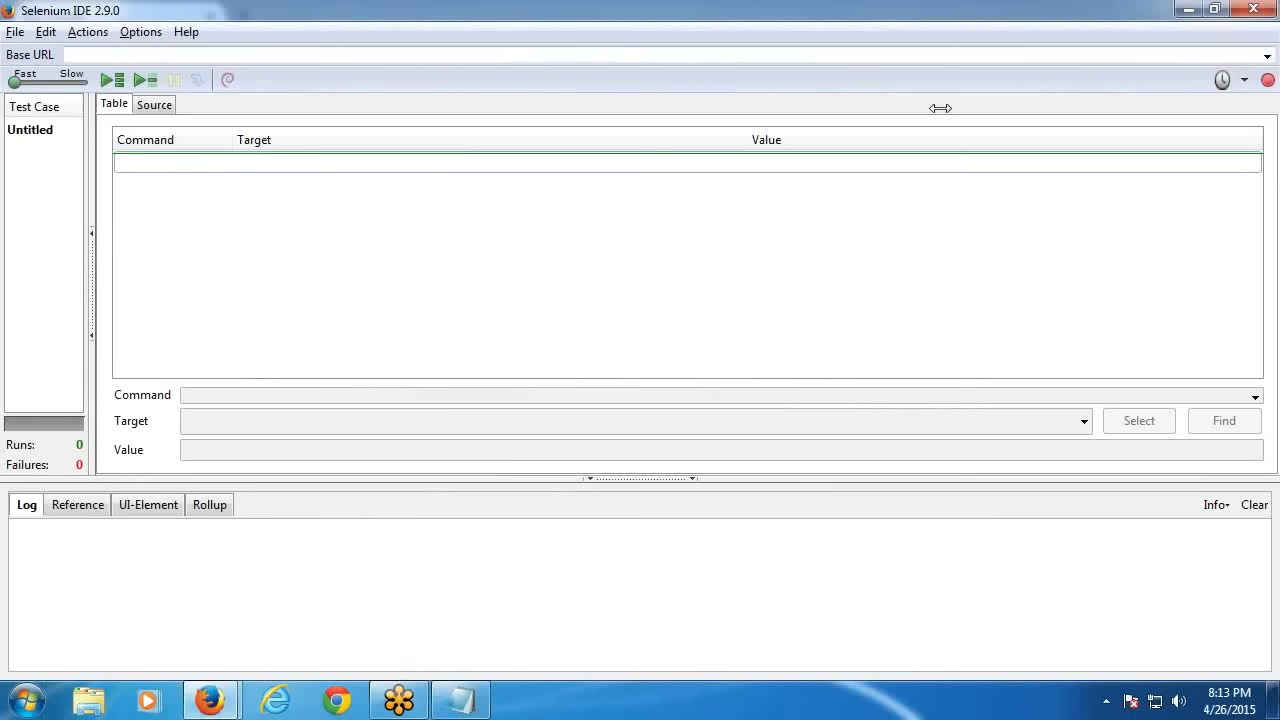 Selenium IDE 2.9.0
File Edit Actions Options Help
Base URL
Fast Slow
Test Case
Table Source
Untitled
Command Target Value
Command
Target Select Find
Value
Runs: 0
Failures: 0
Log Reference UI-Element Rollup Info Clear
8:13 PM
4/26/2015